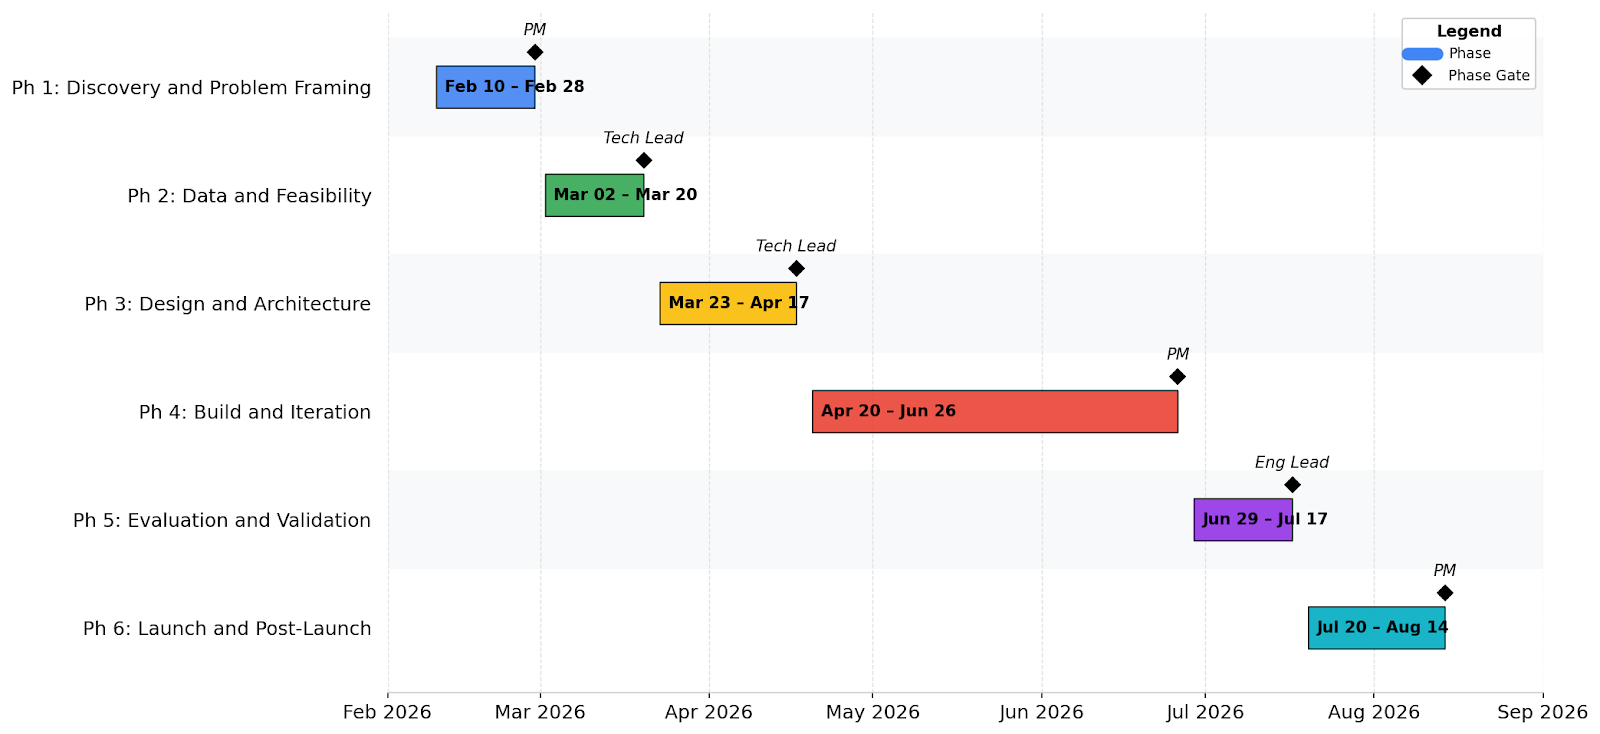 PM
Legend
Phase
Phase Gate
Ph 1: Discovery and Problem Framing
Feb 10 – Feb 28
Tech Lead
Ph 2: Data and Feasibility
Mar 02 – Mar 20
Tech Lead
Ph 3: Design and Architecture
Mar 23 – Apr 17
PM
Ph 4: Build and Iteration
Apr 20 – Jun 26
Eng Lead
Ph 5: Evaluation and Validation
Jun 29 – Jul 17
PM
Ph 6: Launch and Post-Launch
Jul 20 – Aug 14
Feb 2026
Mar 2026
Apr 2026
May 2026
Jun 2026
Jul 2026
Aug 2026
Sep 2026